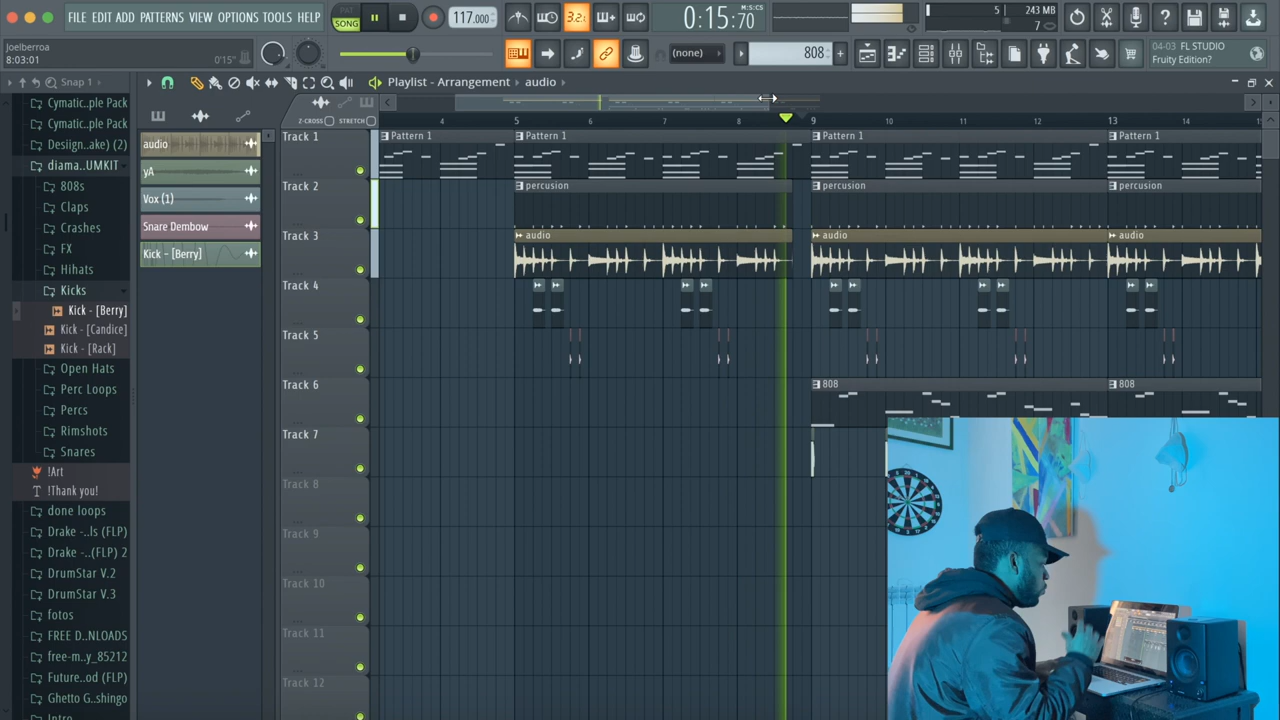 FILE EDIT ADD PATTERNS VIEW OPTIONS TOOLS HELP
PAT
SONG
117.000
3.2.1
0:15:70
M:S:CS
5
243 MB
7
Joelberroa
8:03:01
0'15"
(none)
808
04-03 FL STUDIO
Fruity Edition?
Snap 1
Playlist - Arrangement
audio
Z-CROSS
STRETCH
4
5
6
7
8
9
10
11
12
13
14
Cymatic...ple Pack
Cymatic...ple Pack
Desiign...ake) (2)
diama...UMKIT
808s
Claps
Crashes
FX
Hihats
Kicks
Kick - [Berry]
Kick - [Candice]
Kick - [Rack]
Open Hats
Perc Loops
Percs
Rimshots
Snares
!Art
!Thank you!
done loops
Drake -..ls (FLP)
Drake -..(FLP) 2
DrumStar V.2
DrumStar V.3
fotos
FREE D...NLOADS
free-m...y_85212
Future...od (FLP)
Ghetto G...shingo
Intro
audio
yA
Vox (1)
Snare Dembow
Kick - [Berry]
Track 1
Pattern 1
Pattern 1
Pattern 1
Pattern 1
Track 2
percusion
percusion
percusion
Track 3
audio
audio
audio
Track 4
Track 5
Track 6
808
808
Track 7
Track 8
Track 9
Track 10
Track 11
Track 12